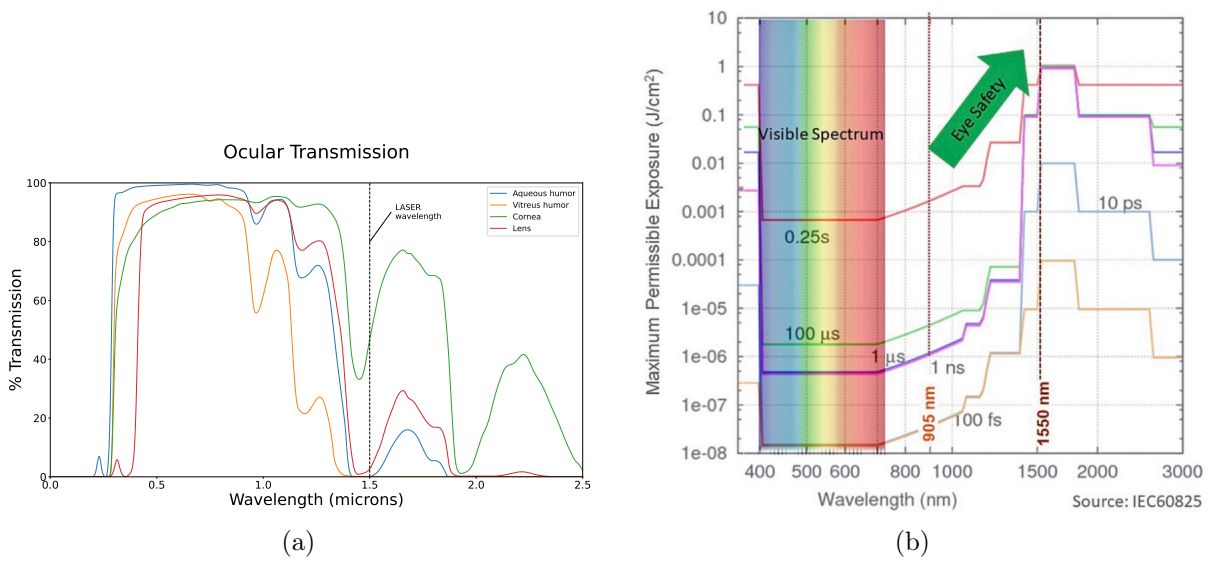 Ocular Transmission
% Transmission
100
80
60
40
20
0
0.0 0.5 1.0 1.5 2.0 2.5
Wavelength (microns)
LASER
wavelength
Aqueous humor
Vitreus humor
Cornea
Lens
(a)
Maximum Permissible Exposure (J/cm²)
10
1
0.1
0.01
0.001
0.0001
1e-05
1e-06
1e-07
1e-08
Visible Spectrum
Eye Safety
0.25s
10 ps
100 µs
1 µs
1 ns
100 fs
905 nm
1550 nm
400 500 600 800 1000 1500 2000 3000
Wavelength (nm)
Source: IEC60825
(b)